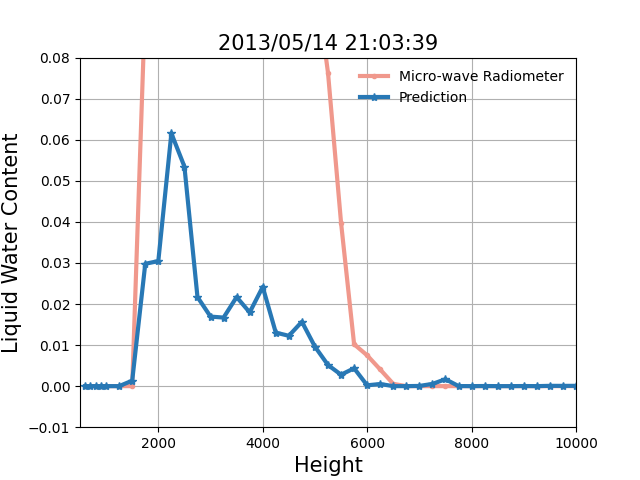 2013/05/14 21:03:39
0.08
0.07
0.06
0.05
0.04
0.03
0.02
0.01
0.00
−0.01
Liquid Water Content
Micro-wave Radiometer
Prediction
2000 4000 6000 8000 10000
Height